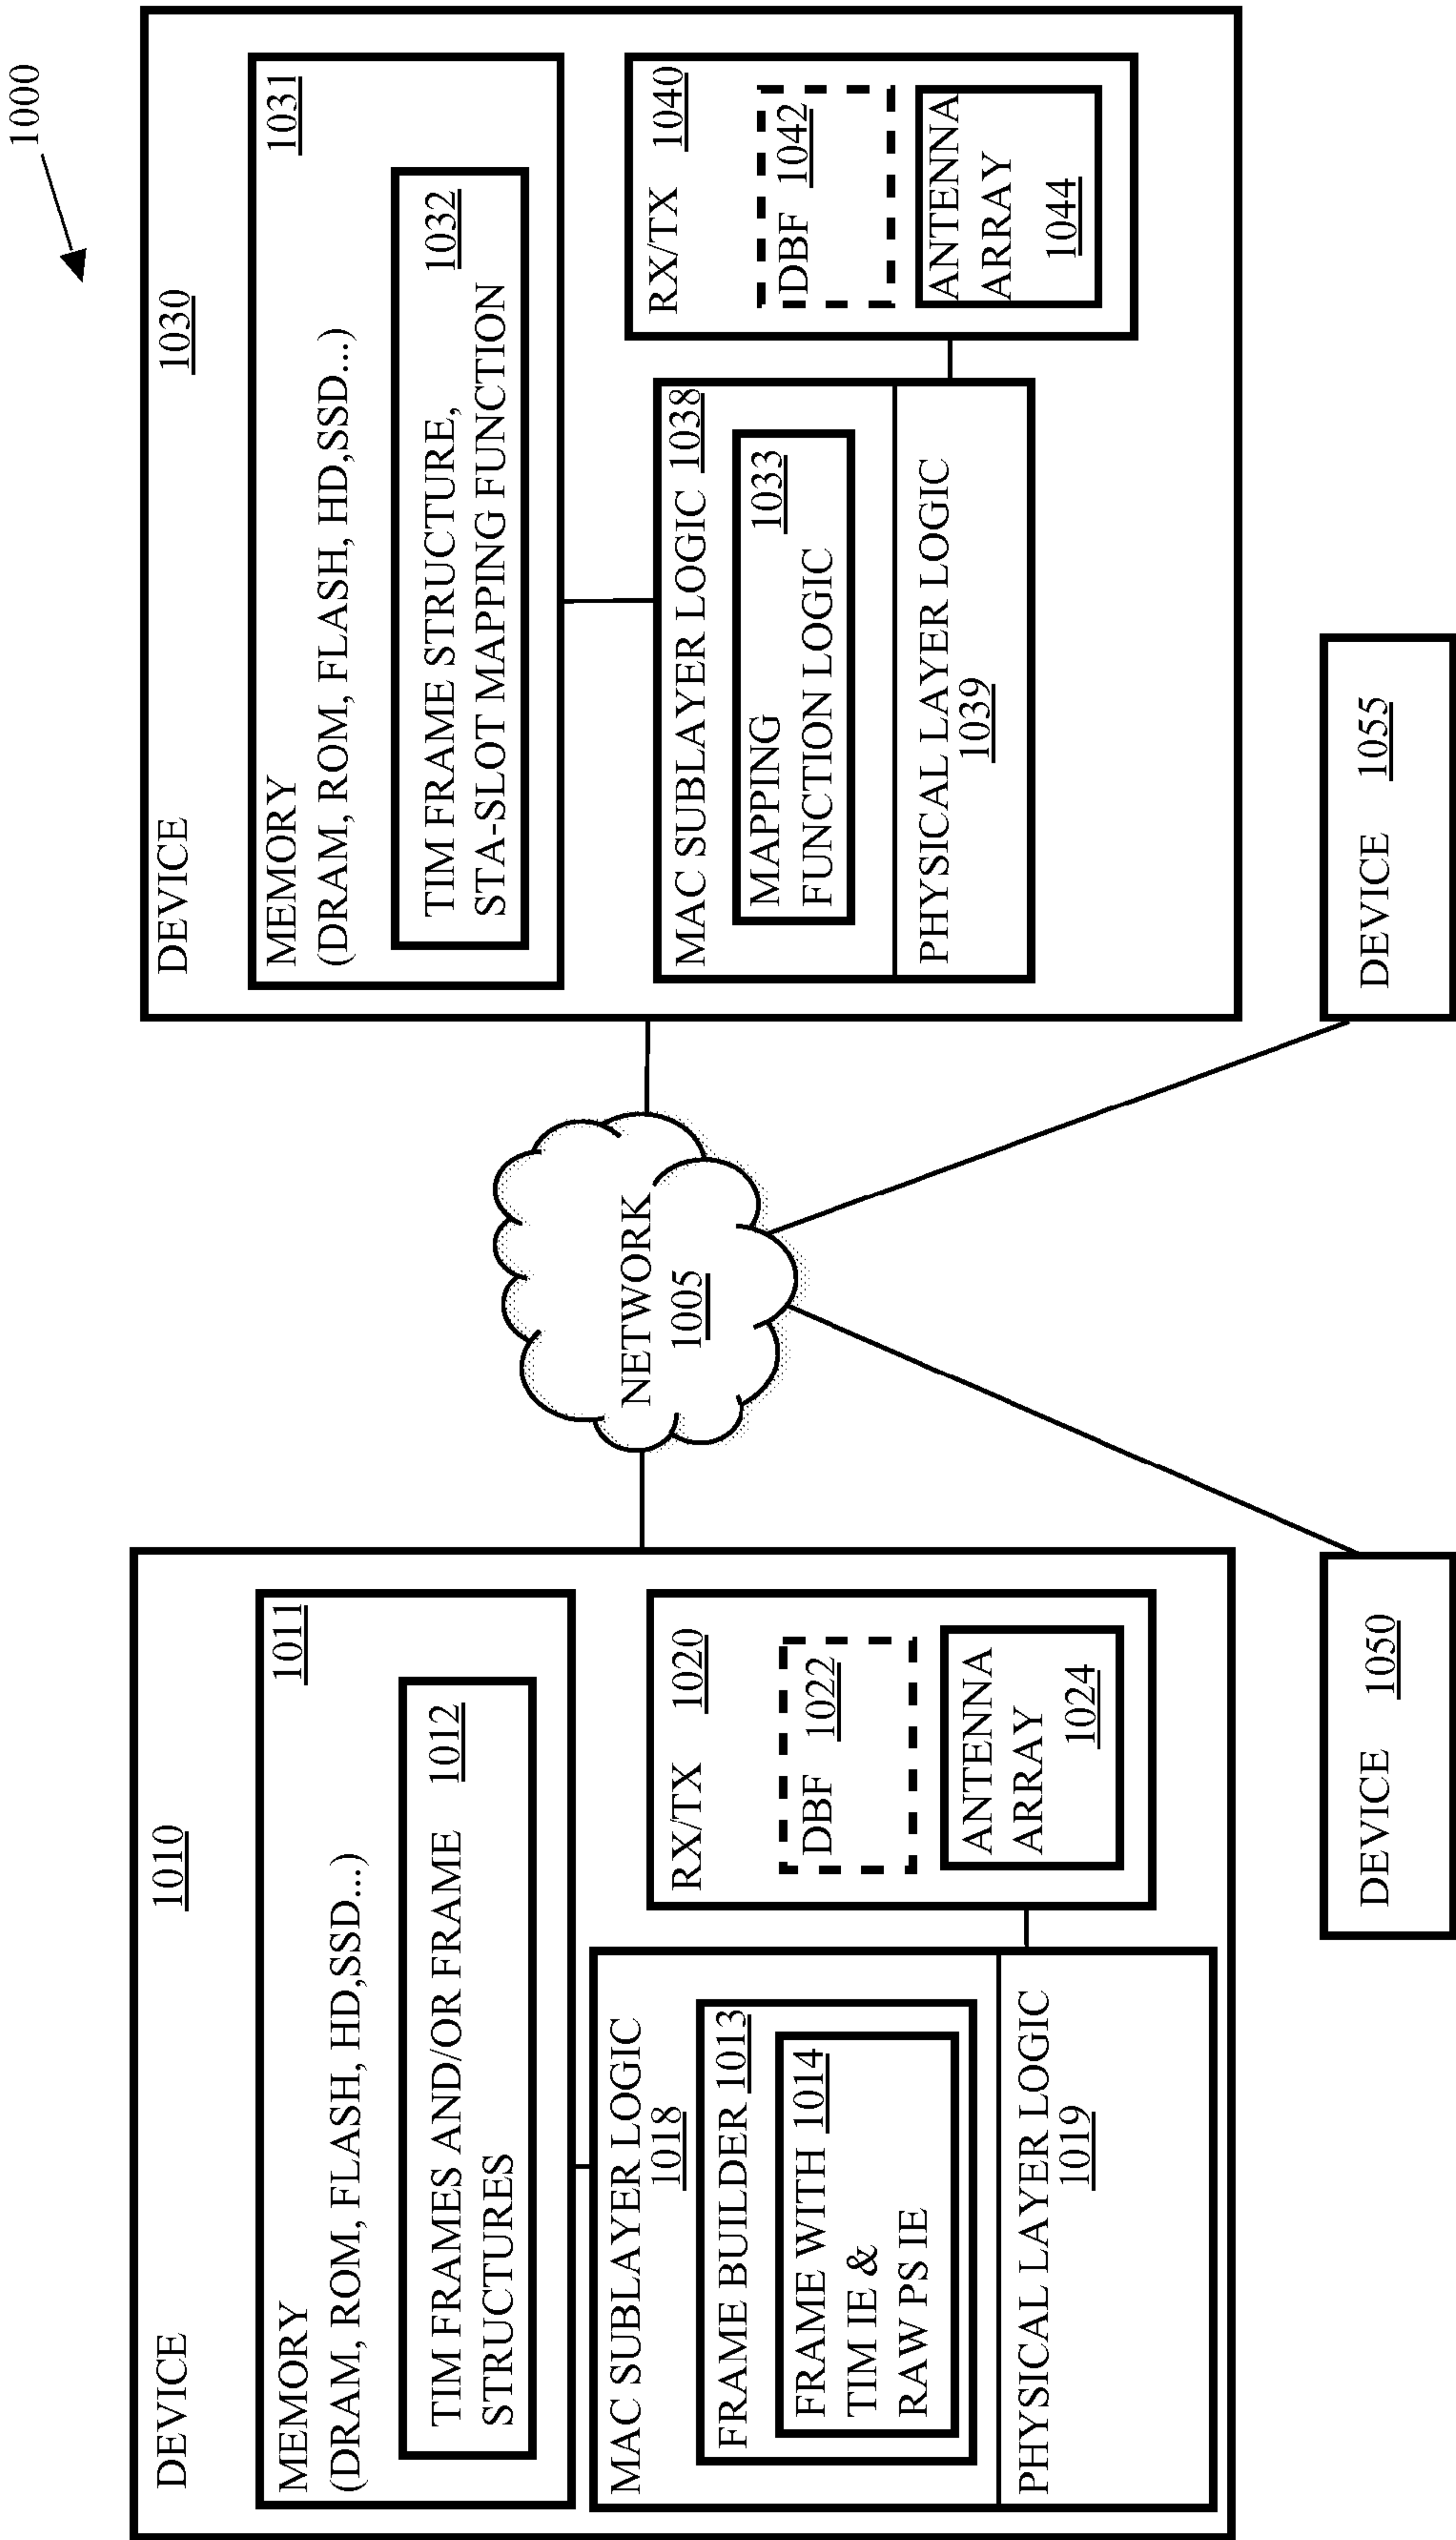 1000
DEVICE 1010
MEMORY 1011
(DRAM, ROM, FLASH, HD,SSD...)
TIM FRAMES AND/OR FRAME 1012
STRUCTURES
MAC SUBLAYER LOGIC
1018
FRAME BUILDER 1013
FRAME WITH 1014
TIM IE &
RAW PS IE
PHYSICAL LAYER LOGIC
1019
RX/TX 1020
DBF 1022
ANTENNA
ARRAY
1024
NETWORK
1005
DEVICE 1030
MEMORY 1031
(DRAM, ROM, FLASH, HD,SSD...)
TIM FRAME STRUCTURE, 1032
STA-SLOT MAPPING FUNCTION
MAC SUBLAYER LOGIC 1038
MAPPING 1033
FUNCTION LOGIC
PHYSICAL LAYER LOGIC
1039
RX/TX 1040
DBF 1042
ANTENNA
ARRAY
1044
DEVICE 1050
DEVICE 1055